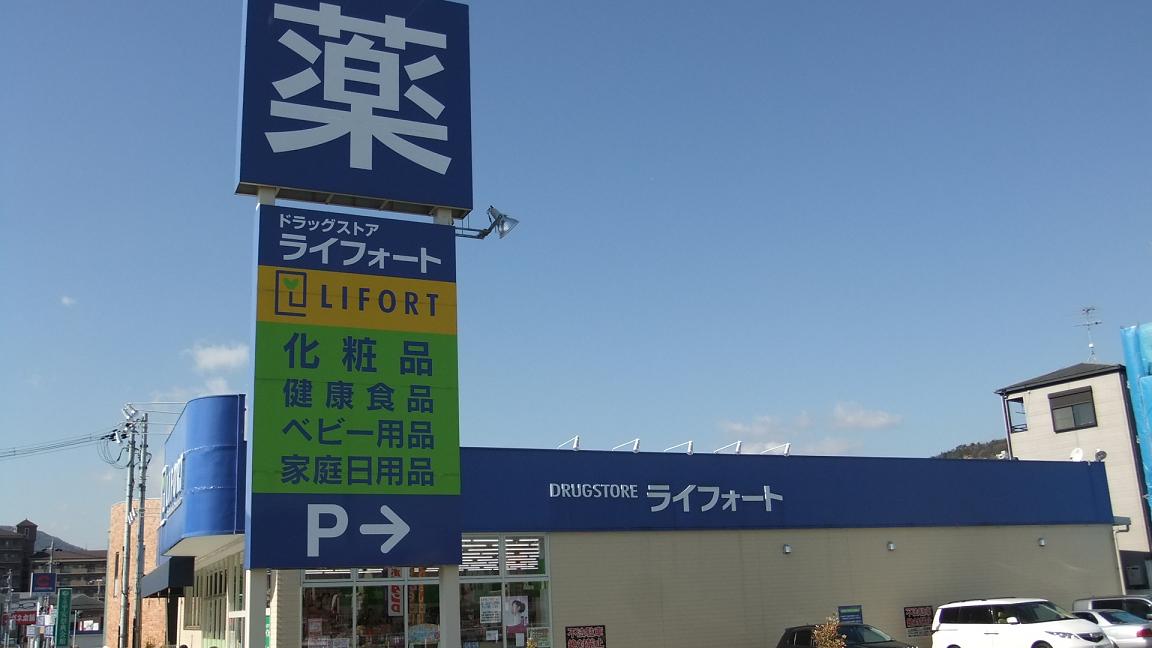 薬
ドラッグストア
ライフォート
LIFORT
化粧品
健康食品
ベビー用品
家庭日用品
P→
DRUGSTORE ライフォート